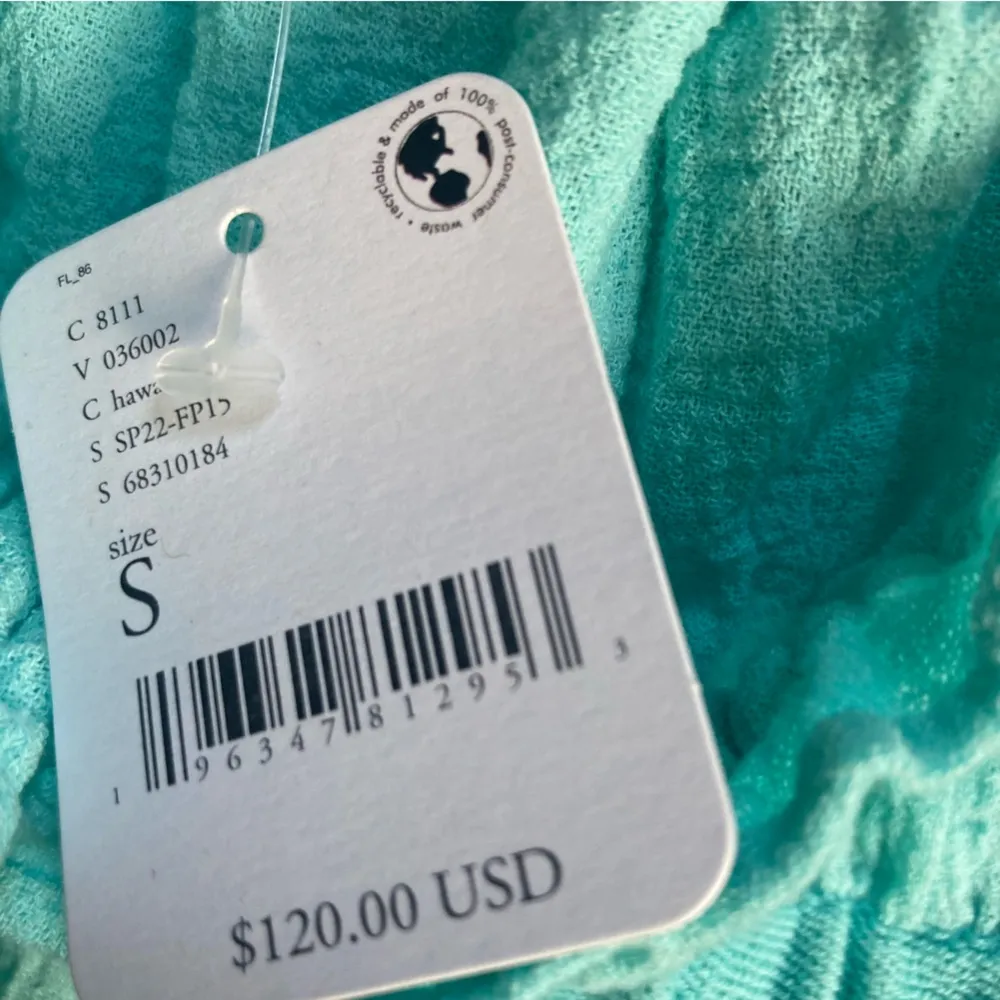 recyclable & made of 100% post-consumer waste •
FL_86
C 8111
V 036002
C
S SP22-FP15
S 68310184
size
S
1 96347 81295 3
$120.00 USD